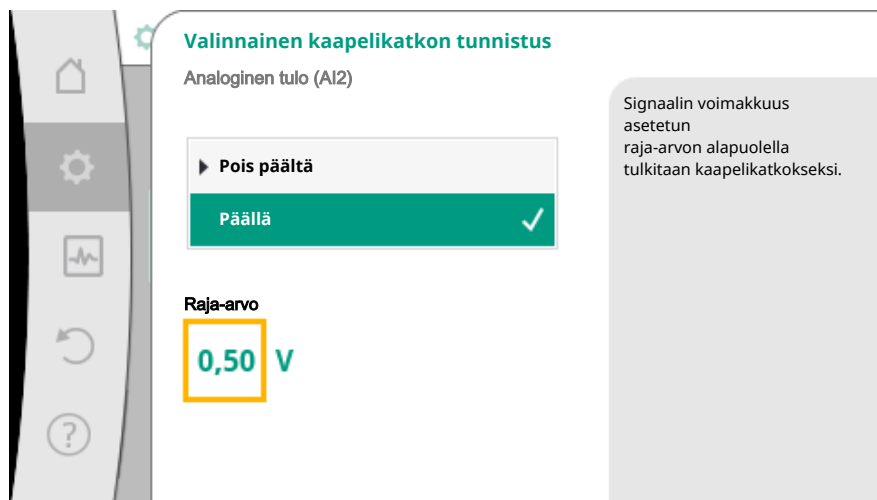 Valinnainen kaapelikatkon tunnistus
Analoginen tulo (AI2)
Pois päältä
Päällä
Raja-arvo
0,50 V
Signaalin voimakkuus
asetetun
raja-arvon alapuolella
tulkitaan kaapelikatkokseksi.
?